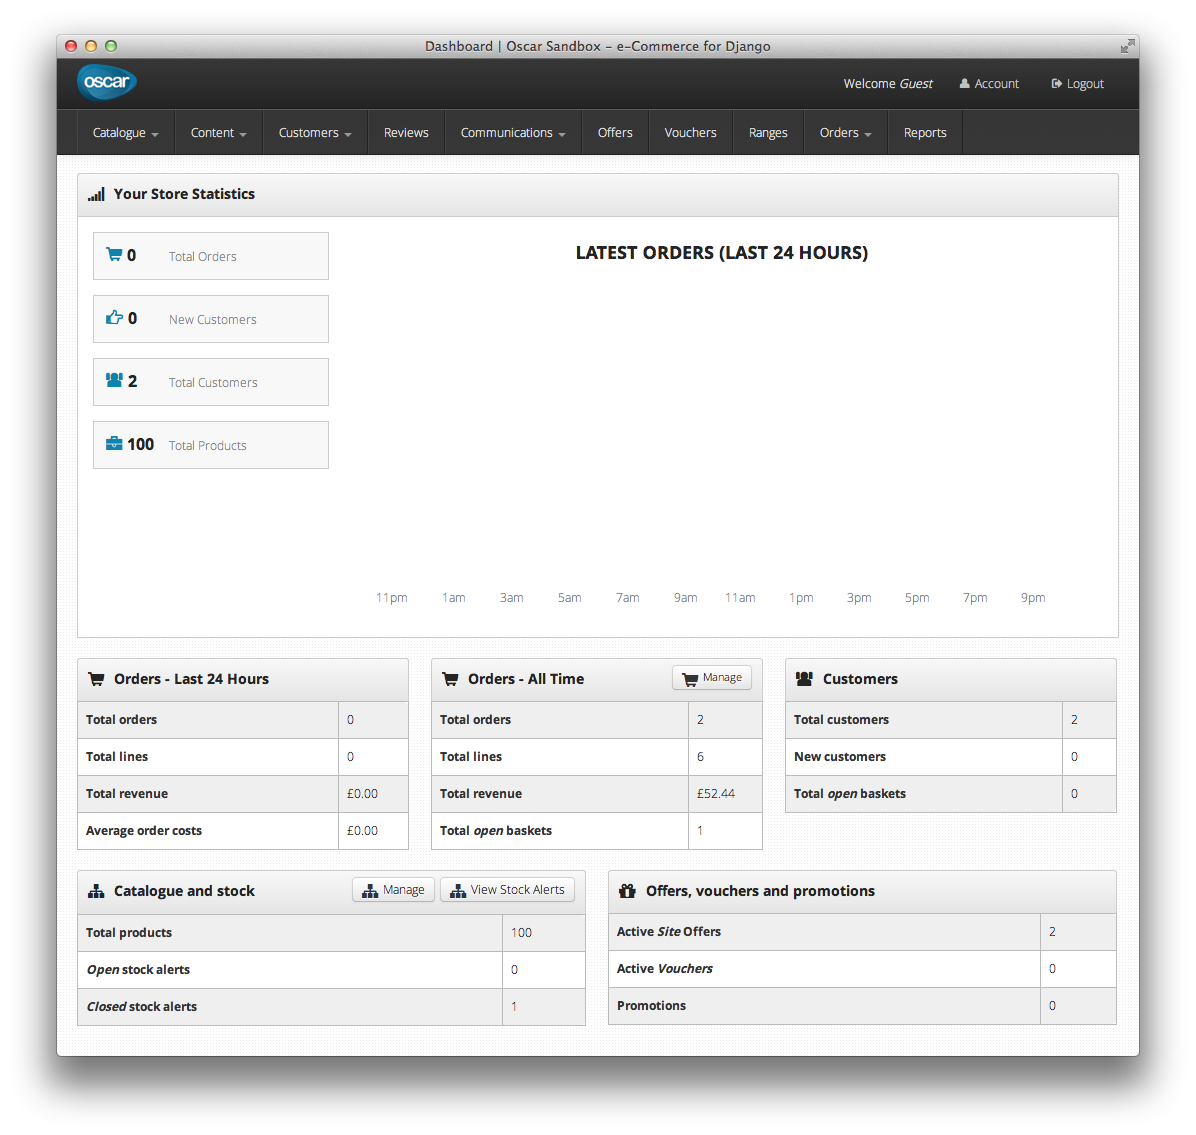 Dashboard | Oscar Sandbox – e-Commerce for Django
oscar
Welcome Guest Account Logout
Catalogue Content Customers Reviews Communications Offers Vouchers Ranges Orders Reports
Your Store Statistics
0 Total Orders
0 New Customers
2 Total Customers
100 Total Products
LATEST ORDERS (LAST 24 HOURS)
11pm 1am 3am 5am 7am 9am 11am 1pm 3pm 5pm 7pm 9pm
Orders - Last 24 Hours
Total orders 0
Total lines 0
Total revenue £0.00
Average order costs £0.00
Orders - All Time Manage
Total orders 2
Total lines 6
Total revenue £52.44
Total open baskets 1
Customers
Total customers 2
New customers 0
Total open baskets 0
Catalogue and stock Manage View Stock Alerts
Total products 100
Open stock alerts 0
Closed stock alerts 1
Offers, vouchers and promotions
Active Site Offers 2
Active Vouchers 0
Promotions 0